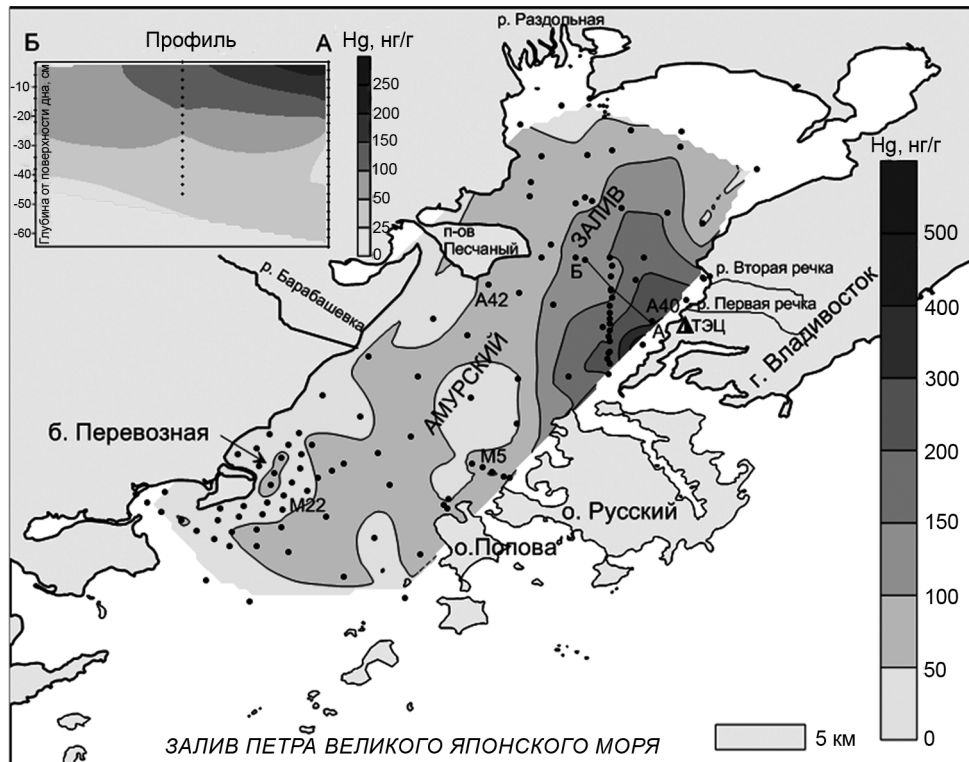 Б
Профиль
А
Hg, нг/г
Глубина от поверхности дна, см
-10
-20
-30
-40
-50
-60
250
200
150
100
50
25
0
р. Раздольная
Hg, нг/г
500
400
300
200
150
100
50
0
ЗАЛИВ
п-ов
Песчаный
р. Барабашевка
А42
Б
р. Вторая речка
А40
р. Первая речка
А
ТЭЦ
г. Владивосток
АМУРСКИЙ
б. Перевозная
М5
М22
о. Русский
о.Попова
ЗАЛИВ ПЕТРА ВЕЛИКОГО ЯПОНСКОГО МОРЯ
5 км